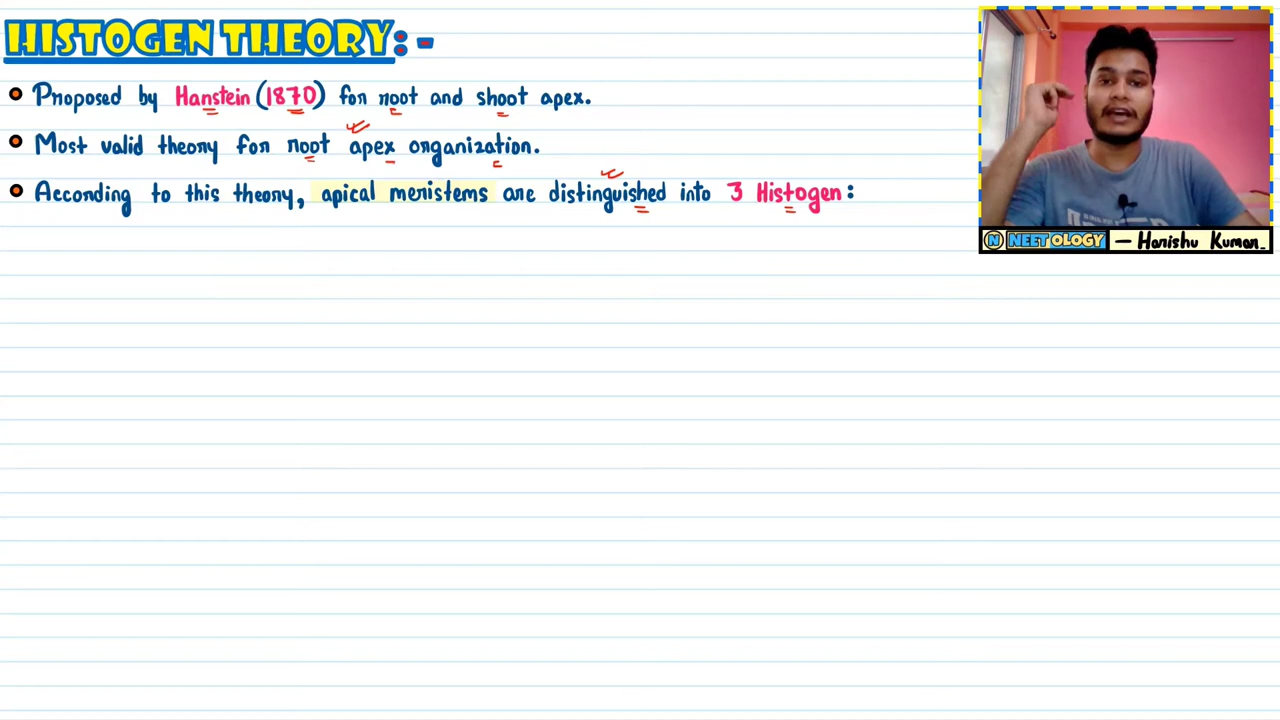 HISTOGEN THEORY:-
• Proposed by Hanstein (1870) for root and shoot apex.
• Most valid theory for root apex organization.
• According to this theory, apical meristems are distinguished into 3 Histogen:
N NEETOLOGY — Harishu Kumar